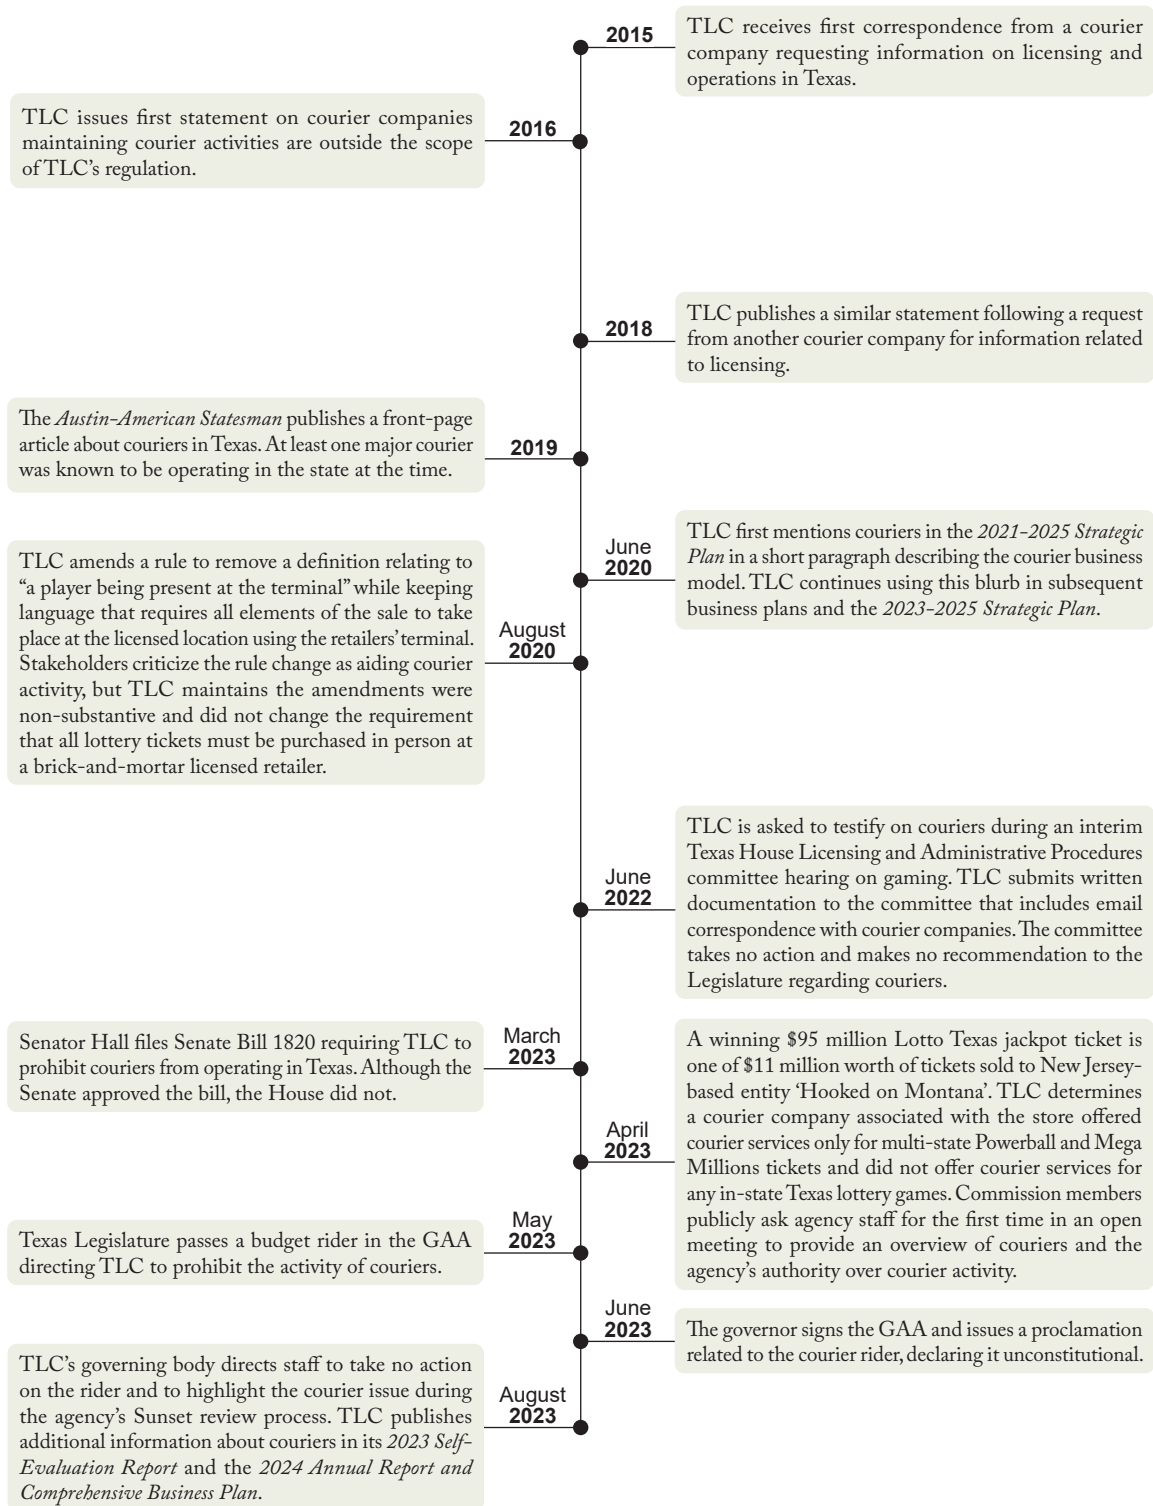 2015
TLC receives first correspondence from a courier
company requesting information on licensing and
operations in Texas.
TLC issues first statement on courier companies
maintaining courier activities are outside the scope
of TLC's regulation.
2016
2018
TLC publishes a similar statement following a request
from another courier company for information related
to licensing.
The Austin-American Statesman publishes a front-page
article about couriers in Texas. At least one major courier
was known to be operating in the state at the time.
2019
June
2020
TLC first mentions couriers in the 2021-2025 Strategic
Plan in a short paragraph describing the courier business
model. TLC continues using this blurb in subsequent
business plans and the 2023-2025 Strategic Plan.
TLC amends a rule to remove a definition relating to
“a player being present at the terminal” while keeping
language that requires all elements of the sale to take
place at the licensed location using the retailers' terminal.
Stakeholders criticize the rule change as aiding courier
activity, but TLC maintains the amendments were
non-substantive and did not change the requirement
that all lottery tickets must be purchased in person at
a brick-and-mortar licensed retailer.
August
2020
June
2022
TLC is asked to testify on couriers during an interim
Texas House Licensing and Administrative Procedures
committee hearing on gaming. TLC submits written
documentation to the committee that includes email
correspondence with courier companies. The committee
takes no action and makes no recommendation to the
Legislature regarding couriers.
Senator Hall files Senate Bill 1820 requiring TLC to
prohibit couriers from operating in Texas. Although the
Senate approved the bill, the House did not.
March
2023
April
2023
A winning $95 million Lotto Texas jackpot ticket is
one of $11 million worth of tickets sold to New Jersey-
based entity ‘Hooked on Montana’. TLC determines
a courier company associated with the store offered
courier services only for multi-state Powerball and Mega
Millions tickets and did not offer courier services for
any in-state Texas lottery games. Commission members
publicly ask agency staff for the first time in an open
meeting to provide an overview of couriers and the
agency's authority over courier activity.
Texas Legislature passes a budget rider in the GAA
directing TLC to prohibit the activity of couriers.
May
2023
June
2023
The governor signs the GAA and issues a proclamation
related to the courier rider, declaring it unconstitutional.
TLC's governing body directs staff to take no action
on the rider and to highlight the courier issue during
the agency's Sunset review process. TLC publishes
additional information about couriers in its 2023 Self-
Evaluation Report and the 2024 Annual Report and
Comprehensive Business Plan.
August
2023